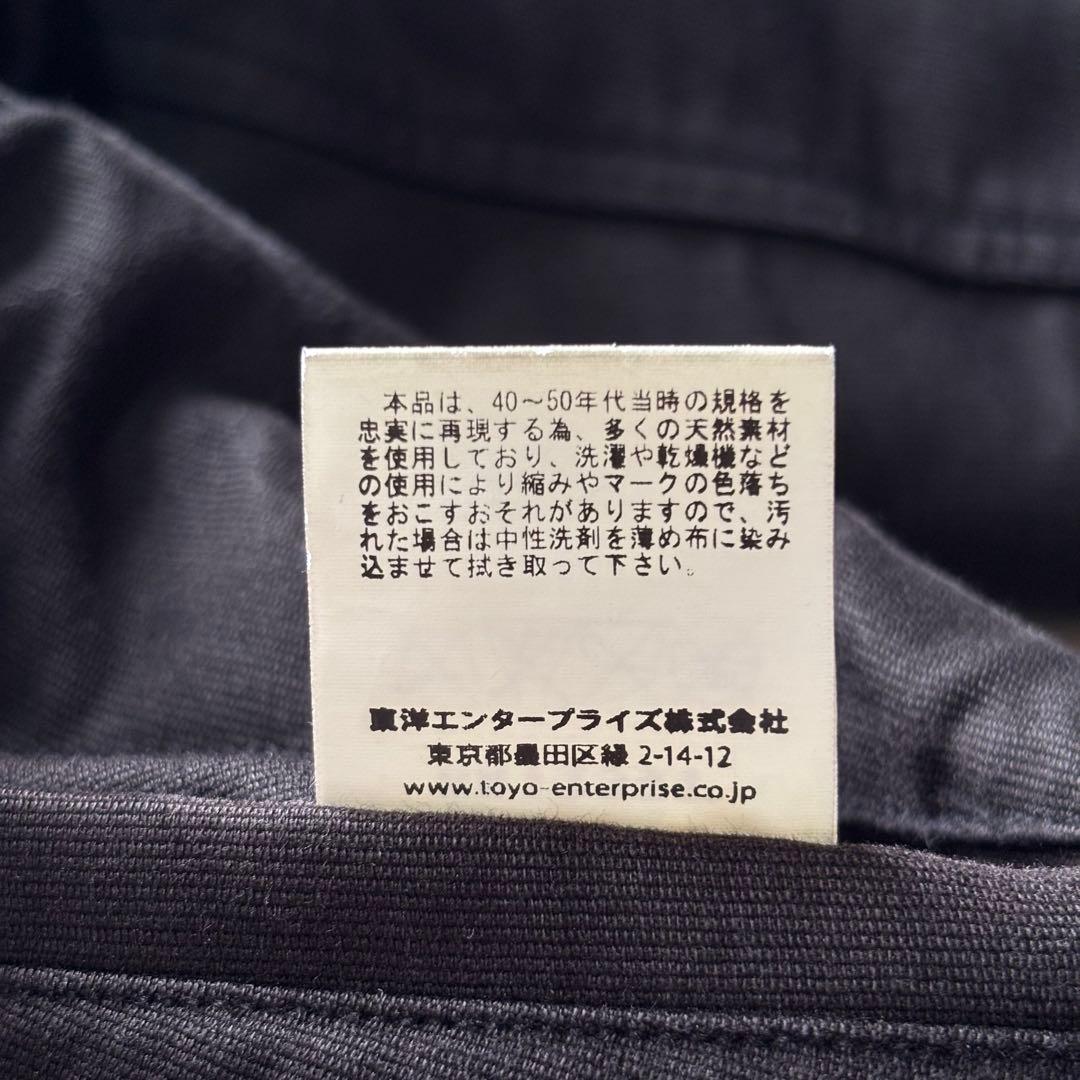 本品は、40～50年代当時の規格を
忠実に再現する為、多くの天然素材
を使用しており、洗濯や乾燥機など
の使用により縮みやマークの色落ち
をおこすおそれがありますので、汚
れた場合は中性洗剤を薄め布に染み
込ませて拭き取って下さい。
東洋エンタープライズ株式会社
東京都墨田区緑 2-14-12
www.toyo-enterprise.co.jp